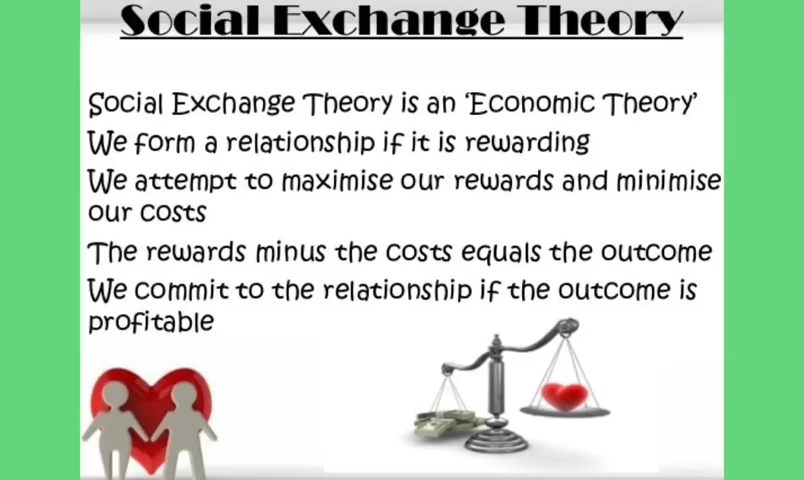 Social Exchange Theory
Social Exchange Theory is an ‘Economic Theory’
We form a relationship if it is rewarding
We attempt to maximise our rewards and minimise
our costs
The rewards minus the costs equals the outcome
We commit to the relationship if the outcome is
profitable